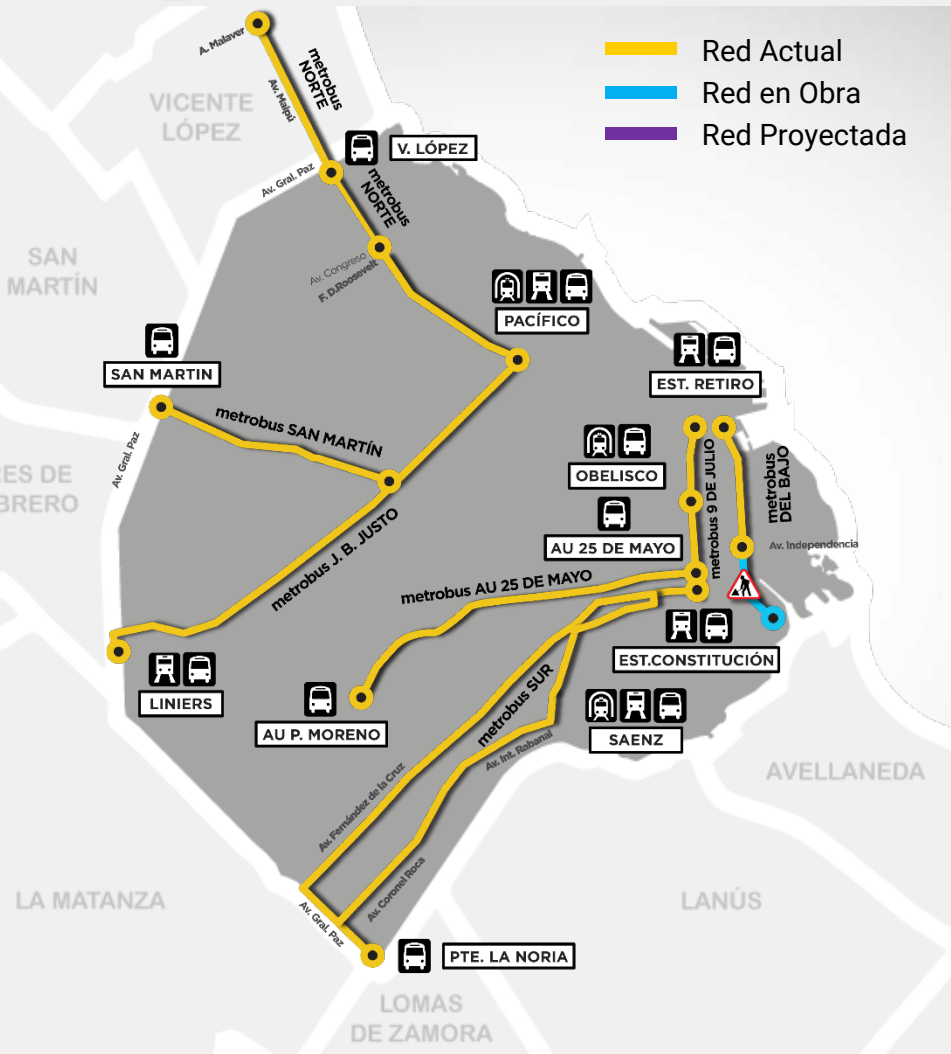 Red Actual
Red en Obra
Red Proyectada
A. Malaver
metrobus
NORTE
Av. Maipú
VICENTE
LÓPEZ
V. LÓPEZ
Av. Gral. Paz
metrobus
NORTE
Av. Congreso
F. D.Roosevelt
SAN
MARTÍN
PACÍFICO
SAN MARTIN
EST. RETIRO
metrobus SAN MARTÍN
Av. Gral. Paz
OBELISCO
metrobus 9 DE JULIO
metrobus
DEL BAJO
RES DE
BRERO
AU 25 DE MAYO
Av. Independencia
metrobus J. B. JUSTO
metrobus AU 25 DE MAYO
EST.CONSTITUCIÓN
LINIERS
AU P. MORENO
metrobus SUR
SAENZ
Av. Int. Rabanal
AVELLANEDA
Av. Fernández de la Cruz
LA MATANZA
Av. Coronel Roca
LANÚS
Av. Gral. Paz
PTE. LA NORIA
LOMAS
DE ZAMORA